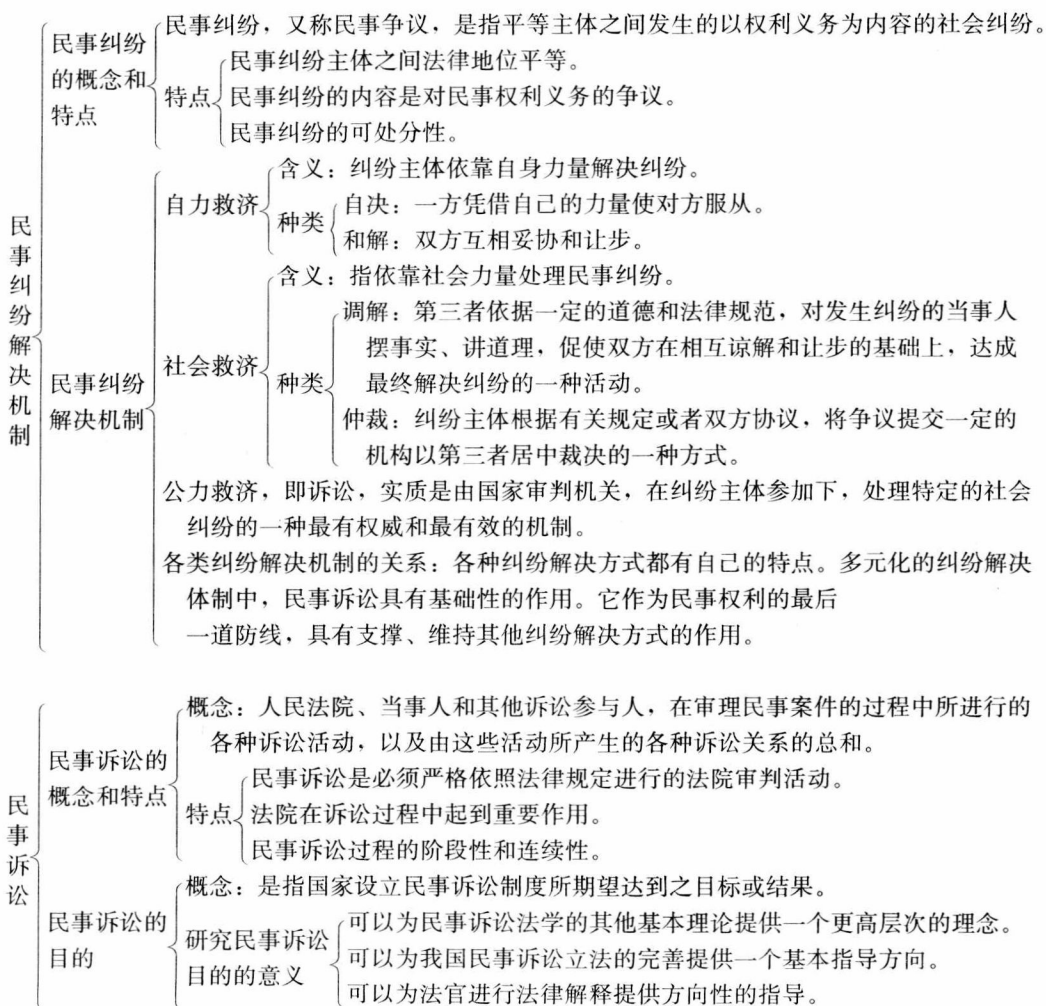 民事纠纷解决机制
民事纠纷的概念和特点
民事纠纷，又称民事争议，是指平等主体之间发生的以权利义务为内容的社会纠纷。
特点
民事纠纷主体之间法律地位平等。
民事纠纷的内容是对民事权利义务的争议。
民事纠纷的可处分性。
民事纠纷解决机制
自力救济
含义：纠纷主体依靠自身力量解决纠纷。
种类
自决：一方凭借自己的力量使对方服从。
和解：双方互相妥协和让步。
社会救济
含义：指依靠社会力量处理民事纠纷。
种类
调解：第三者依据一定的道德和法律规范，对发生纠纷的当事人
摆事实、讲道理，促使双方在相互谅解和让步的基础上，达成
最终解决纠纷的一种活动。
仲裁：纠纷主体根据有关规定或者双方协议，将争议提交一定的
机构以第三者居中裁决的一种方式。
公力救济，即诉讼，实质是由国家审判机关，在纠纷主体参加下，处理特定的社会
纠纷的一种最有权威和最有效的机制。
各类纠纷解决机制的关系：各种纠纷解决方式都有自己的特点。多元化的纠纷解决
体制中，民事诉讼具有基础性的作用。它作为民事权利的最后
一道防线，具有支撑、维持其他纠纷解决方式的作用。
民事诉讼
民事诉讼的概念和特点
概念：人民法院、当事人和其他诉讼参与人，在审理民事案件的过程中所进行的
各种诉讼活动，以及由这些活动所产生的各种诉讼关系的总和。
特点
民事诉讼是必须严格依照法律规定进行的法院审判活动。
法院在诉讼过程中起到重要作用。
民事诉讼过程的阶段性和连续性。
民事诉讼的目的
概念：是指国家设立民事诉讼制度所期望达到之目标或结果。
研究民事诉讼目的的意义
可以为民事诉讼法学的其他基本理论提供一个更高层次的理念。
可以为我国民事诉讼立法的完善提供一个基本指导方向。
可以为法官进行法律解释提供方向性的指导。